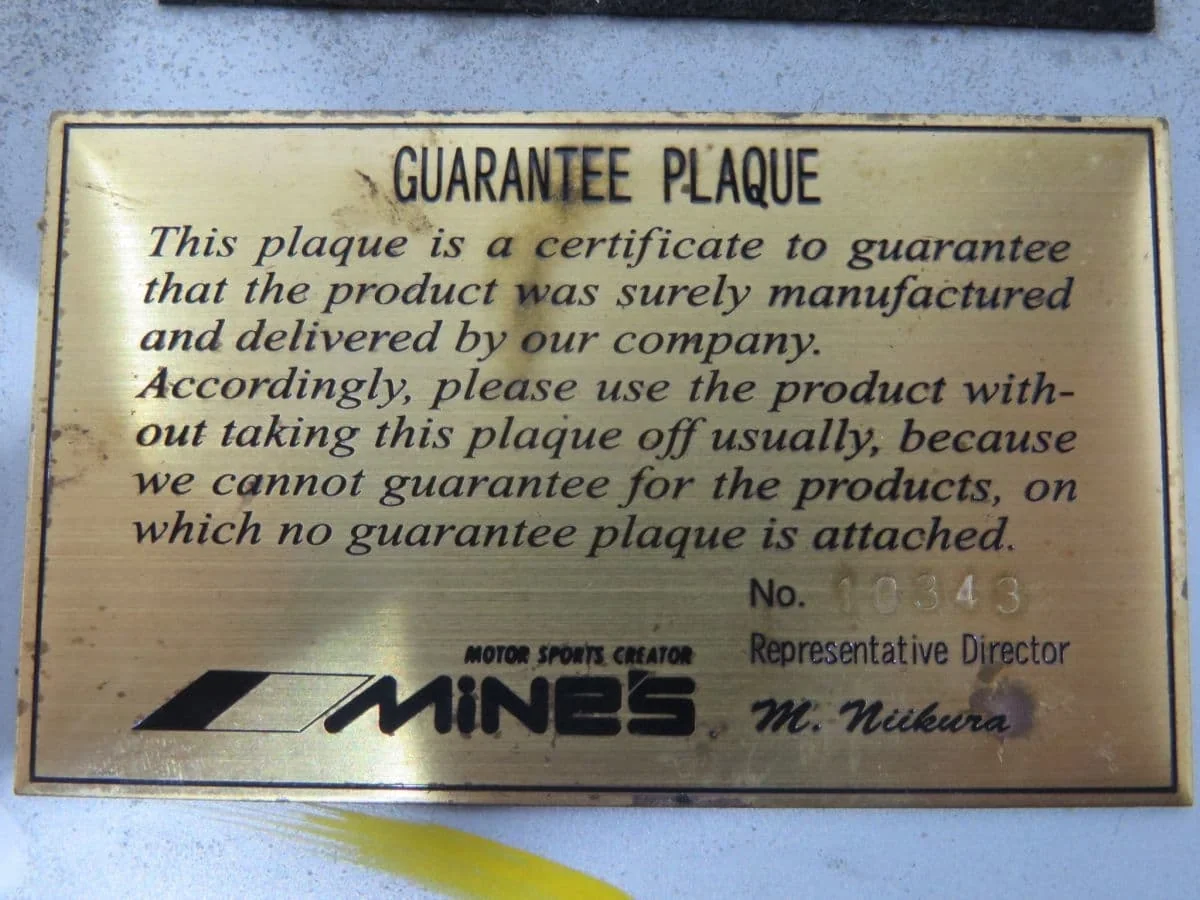 GUARANTEE PLAQUE
This plaque is a certificate to guarantee
that the product was surely manufactured
and delivered by our company.
Accordingly, please use the product with-
out taking this plaque off usually, because
we cannot guarantee for the products, on
which no guarantee plaque is attached.
No. 10343
Representative Director
M. Niikura
MOTOR SPORTS CREATOR
MiNE'S